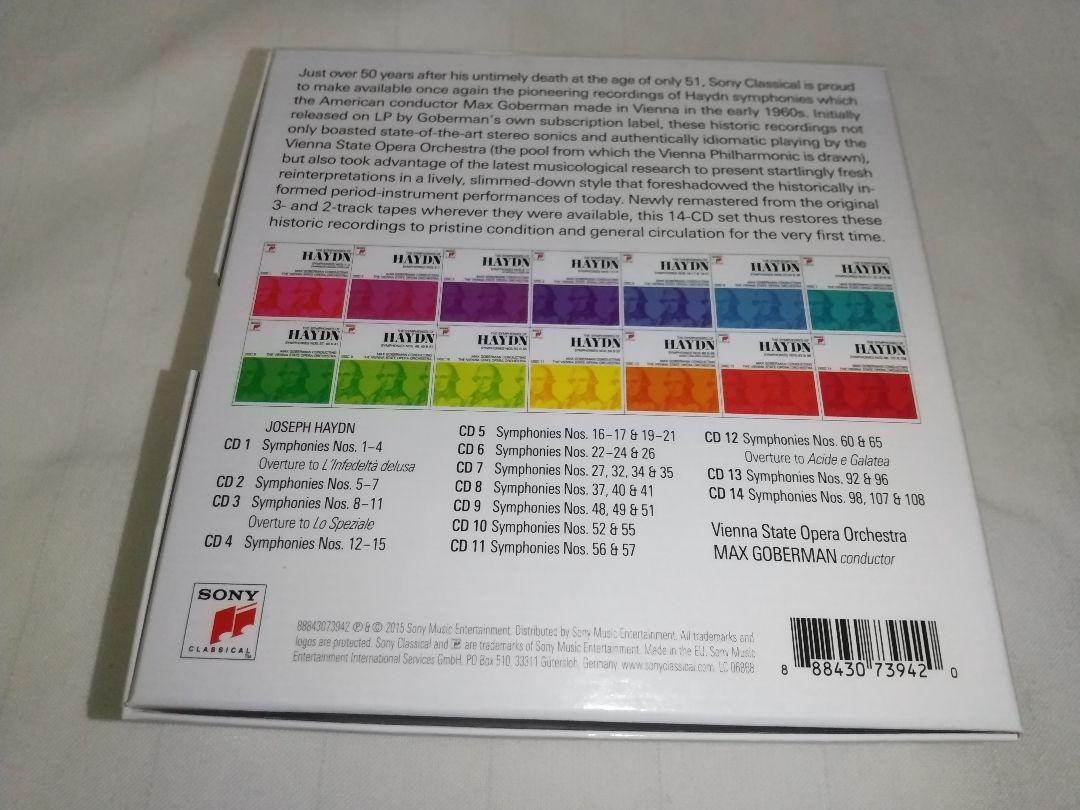 Just over 50 years after his untimely death at the age of only 51, Sony Classical is proud
to make available once again the pioneering recordings of Haydn symphonies which
the American conductor Max Goberman made in Vienna in the early 1960s. Initially
released on LP by Goberman's own subscription label, these historic recordings not
only boasted state-of-the-art stereo sonics and authentically idiomatic playing by the
Vienna State Opera Orchestra (the pool from which the Vienna Philharmonic is drawn),
but also took advantage of the latest musicological research to present startlingly fresh
reinterpretations in a lively, slimmed-down style that foreshadowed the historically in-
formed period-instrument performances of today. Newly remastered from the original
3- and 2-track tapes wherever they were available, this 14-CD set thus restores these
historic recordings to pristine condition and general circulation for the very first time.
HAYDN HAYDN HAYDN HAYDN HAYDN HAYDN HAYDN
HAYDN HAYDN HAYDN HAYDN HAYDN HAYDN HAYDN
JOSEPH HAYDN
CD 1 Symphonies Nos. 1–4
Overture to L'Infedeltà delusa
CD 2 Symphonies Nos. 5–7
CD 3 Symphonies Nos. 8–11
Overture to Lo Speziale
CD 4 Symphonies Nos. 12–15
CD 5 Symphonies Nos. 16–17 & 19–21
CD 6 Symphonies Nos. 22–24 & 26
CD 7 Symphonies Nos. 27, 32, 34 & 35
CD 8 Symphonies Nos. 37, 40 & 41
CD 9 Symphonies Nos. 48, 49 & 51
CD 10 Symphonies Nos. 52 & 55
CD 11 Symphonies Nos. 56 & 57
CD 12 Symphonies Nos. 60 & 65
Overture to Acide e Galatea
CD 13 Symphonies Nos. 92 & 96
CD 14 Symphonies Nos. 98, 107 & 108
Vienna State Opera Orchestra
MAX GOBERMAN conductor
SONY
CLASSICAL
88843073942 ℗ & © 2015 Sony Music Entertainment. Distributed by Sony Music Entertainment. All trademarks and
logos are protected. Sony Classical and are trademarks of Sony Music Entertainment. Made in the EU. Sony Music
Entertainment International Services GmbH, PO Box 510, 33311 Gütersloh, Germany. www.sonyclassical.com. LC 06868
8 88430 73942 0